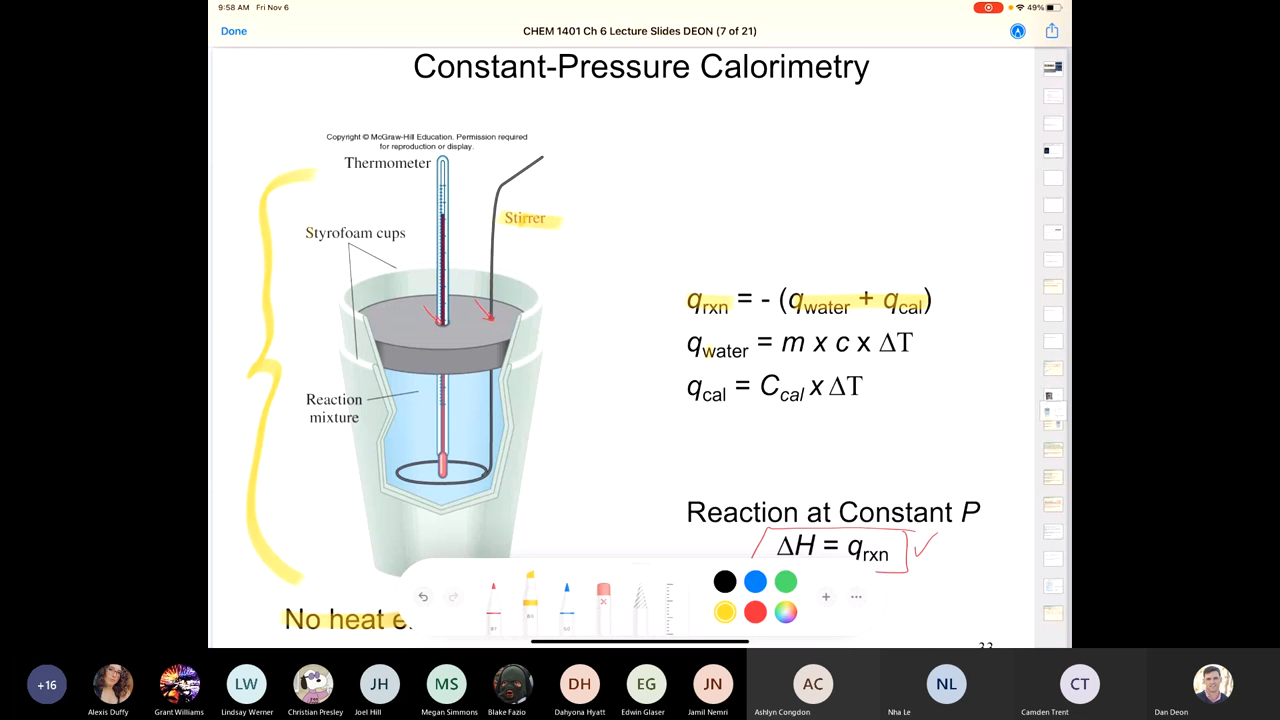 9:58 AM Fri Nov 6
49%
Done
CHEM 1401 Ch 6 Lecture Slides DEON (7 of 21)
Constant-Pressure Calorimetry
Copyright © McGraw-Hill Education. Permission required
for reproduction or display.
Thermometer
Stirrer
Styrofoam cups
Reaction
mixture
qrxn = - (qwater + qcal)
qwater = m x c x ΔT
qcal = Ccal x ΔT
Reaction at Constant P
ΔH = qrxn
No heat
+16
LW
JH
MS
DH
EG
JN
AC
NL
CT
Alexis Duffy
Grant Williams
Lindsay Werner
Christian Presley
Joel Hill
Megan Simmons
Blake Fazio
Dahyona Hyatt
Edwin Glaser
Jamil Nemri
Ashlyn Congdon
Nha Le
Camden Trent
Dan Deon